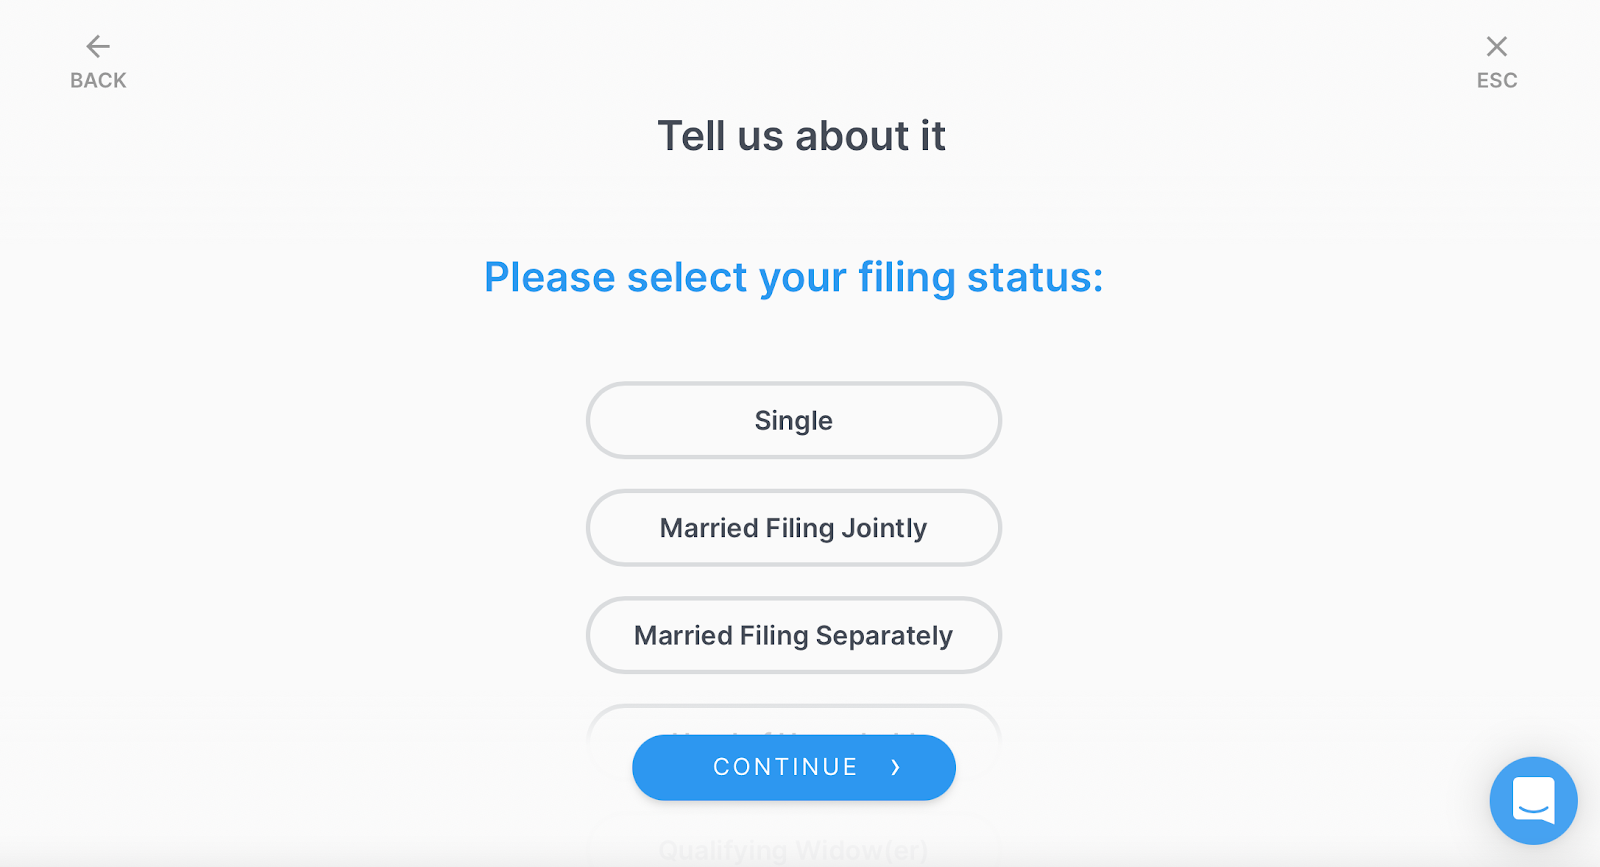 BACK
ESC
Tell us about it
Please select your filing status:
Single
Married Filing Jointly
Married Filing Separately
CONTINUE
Qualifying Widow(er)